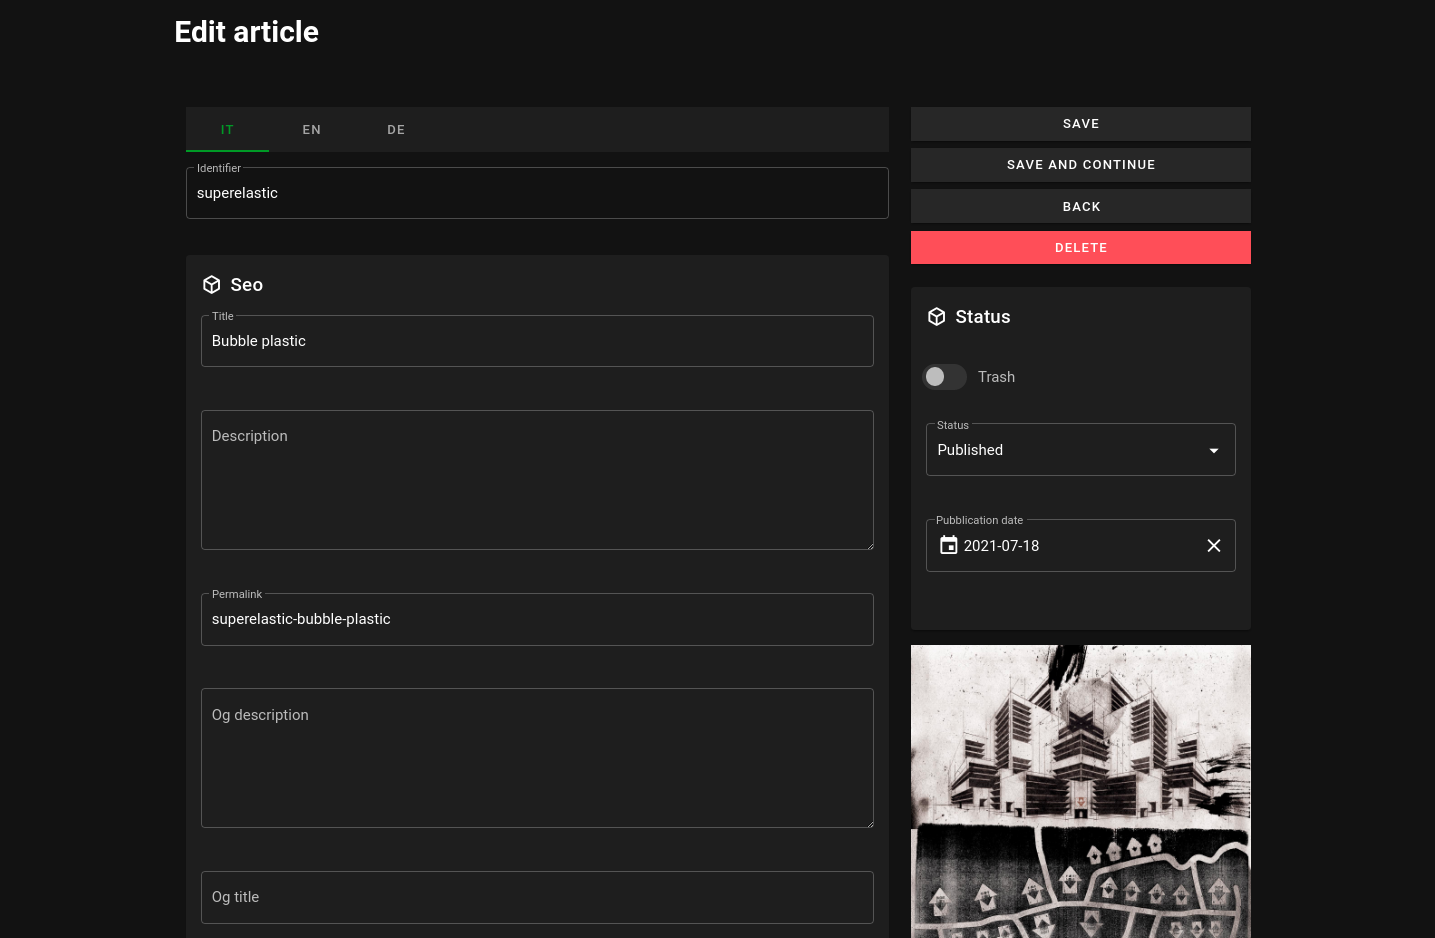 Edit article
IT EN DE
Identifier
superelastic
Seo
Title
Bubble plastic
Description
Permalink
superelastic-bubble-plastic
Og description
Og title
SAVE
SAVE AND CONTINUE
BACK
DELETE
Status
Trash
Status
Published
Pubblication date
2021-07-18